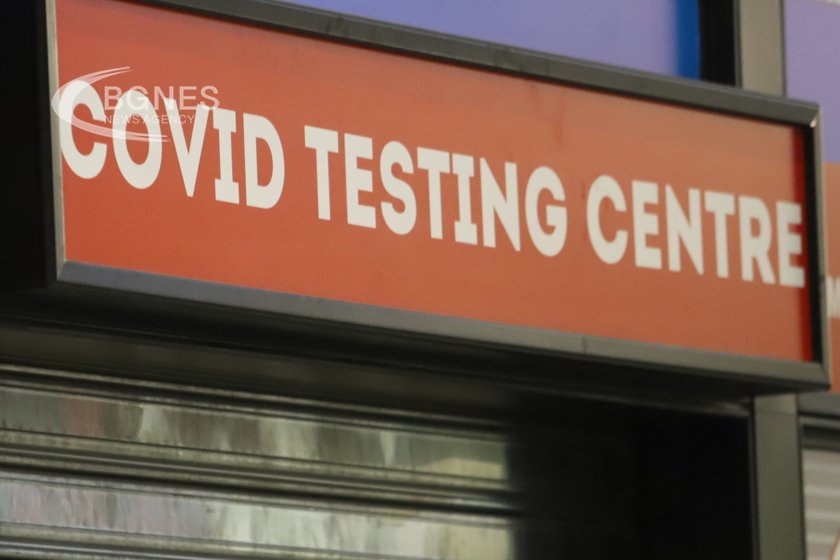 BGNES
NEWS AGENCY
COVID TESTING CENTRE